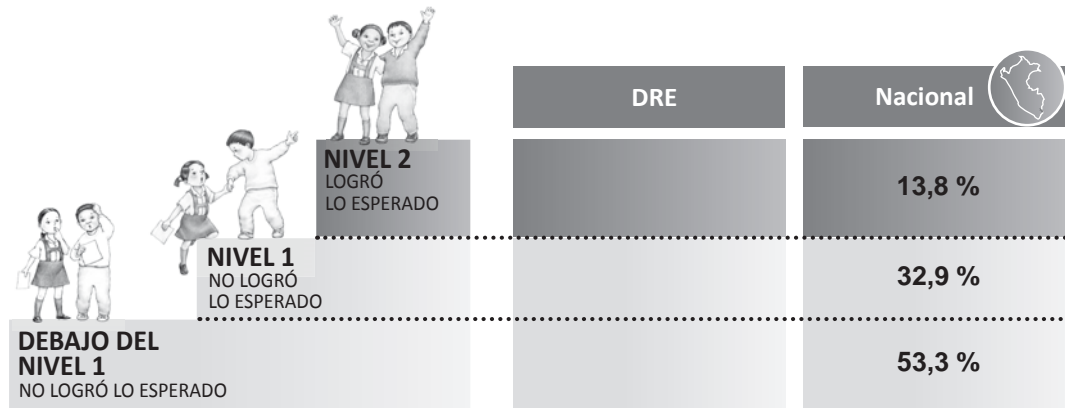 DRE
Nacional
NIVEL 2
LOGRÓ
LO ESPERADO
13,8 %
NIVEL 1
NO LOGRÓ
LO ESPERADO
32,9 %
DEBAJO DEL
NIVEL 1
NO LOGRÓ LO ESPERADO
53,3 %